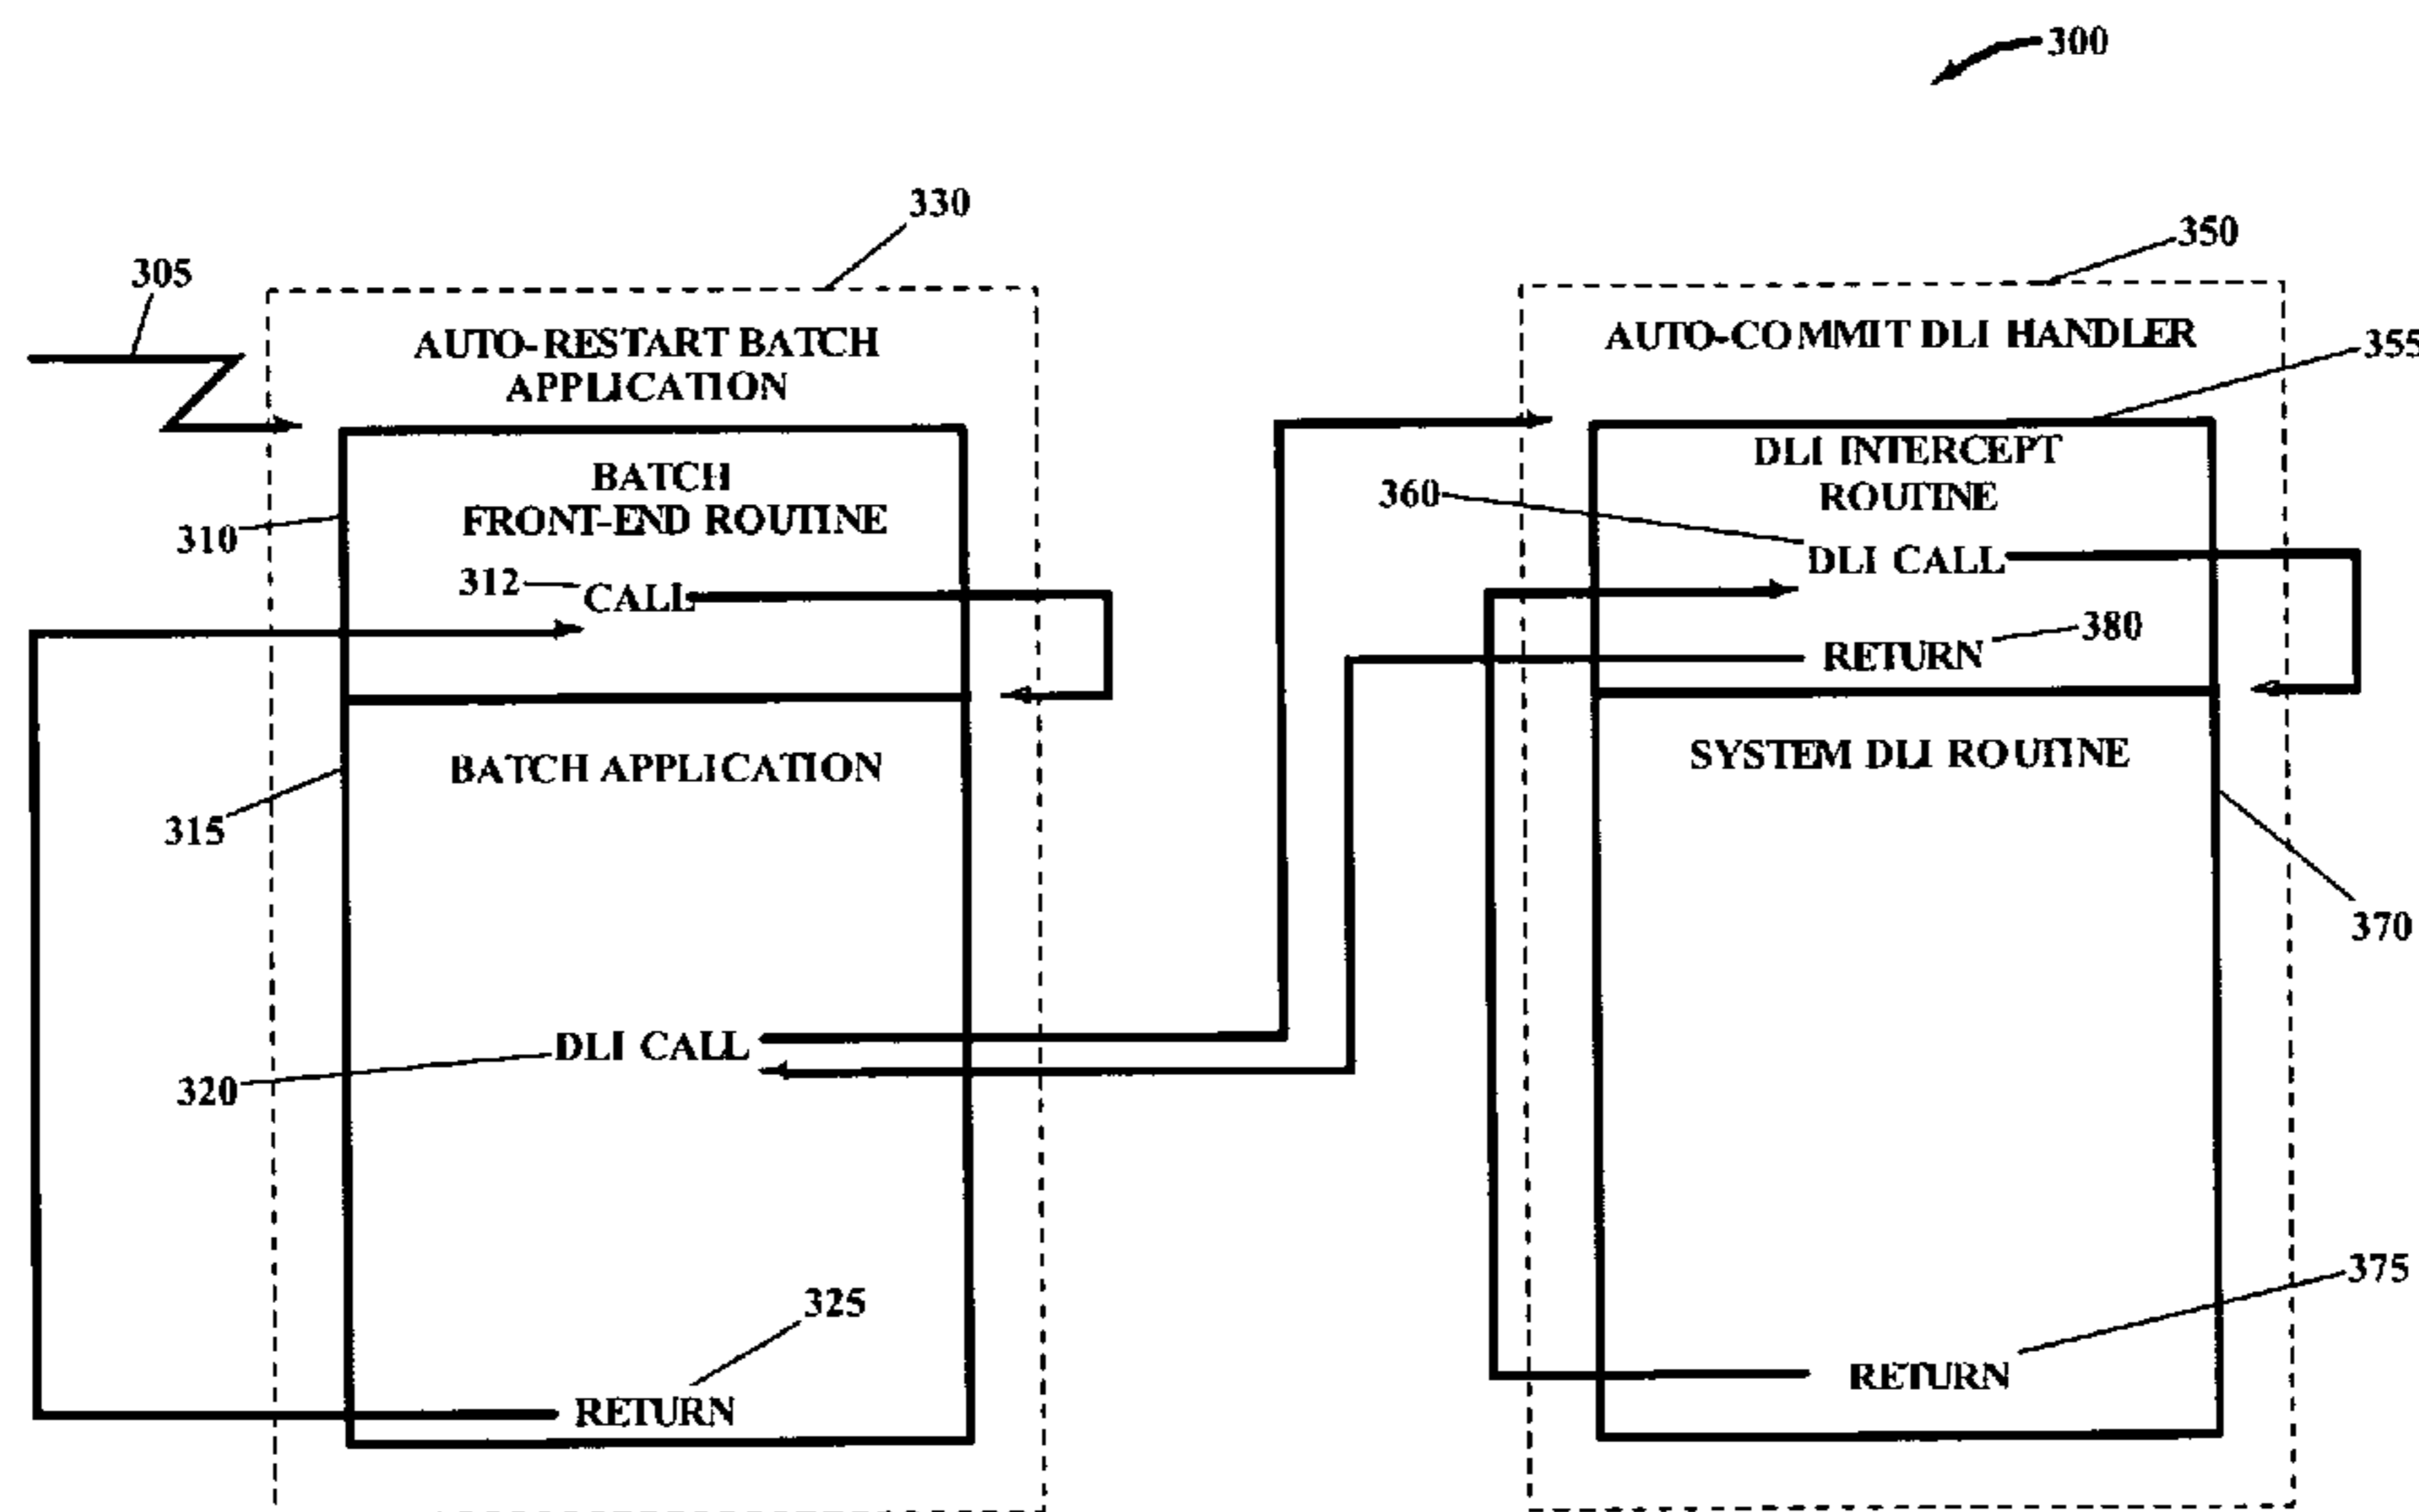 300
330
350
305
AUTO-RESTART BATCH
APPLICATION
AUTO-COMMIT DLI HANDLER
355
BATCH
FRONT-END ROUTINE
DLI INTERCEPT
ROUTINE
360
310
DLI CALL
312
CALL
380
RETURN
BATCH APPLICATION
SYSTEM DLI ROUTINE
315
370
DLI CALL
320
375
325
RETURN
RETURN